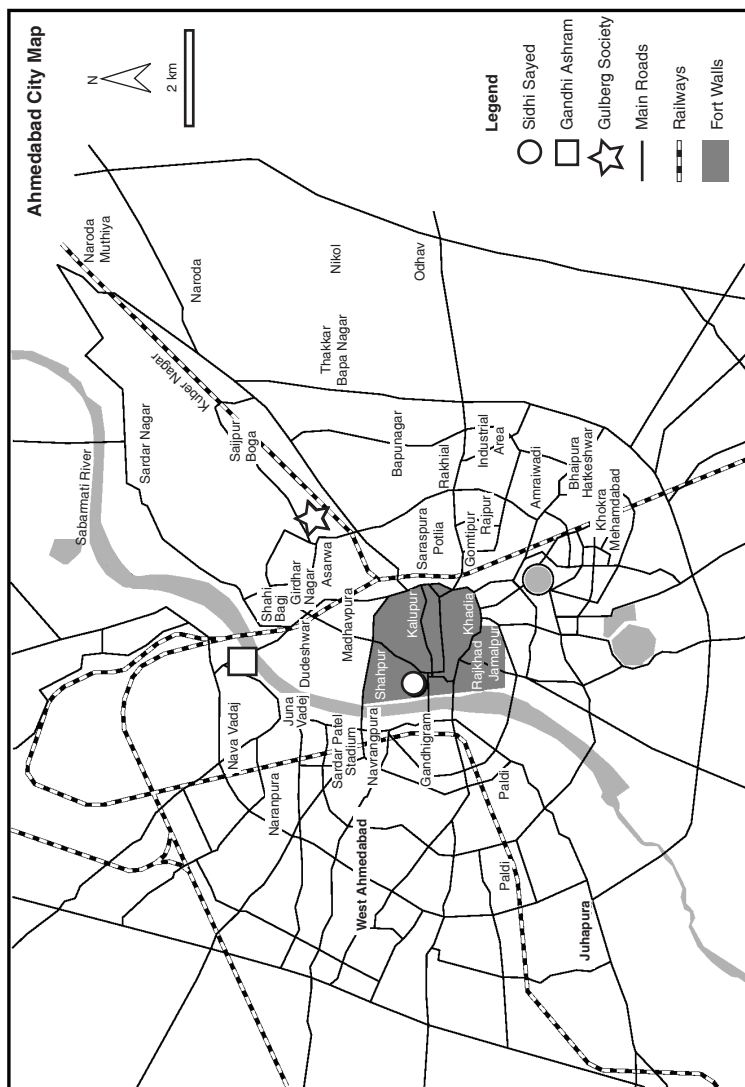 Ahmedabad City Map
N
2 km
Legend
Sidhi Sayed
Gandhi Ashram
Gulberg Society
Main Roads
Railways
Fort Walls
Naroda
Muthiya
Naroda
Nikol
Odhav
Thakkar
Bapa Nagar
Kuber Nagar
Sardar Nagar
Saijpur
Boga
Sabarmati River
Bapunagar
Rakhial
Industrial
Area
Amraiwadi
Bhaipura
Hatkeshwar
Khokra
Mehamdabad
Saraspura
Potlia
Gomtipur
Rajpur
Asarwa
Girdhar
Nagar
Shahi
Bagj
Dudeshwar
Madhavpura
Kalupur
Khadia
Shahpur
Rajkhad
Jamalpur
Juna
Vadej
Nava Vadaj
Sardar Patel
Stadium
Navrangpura
Gandhigram
Naranpura
Paldi
West Ahmedabad
Paldi
Juhapura